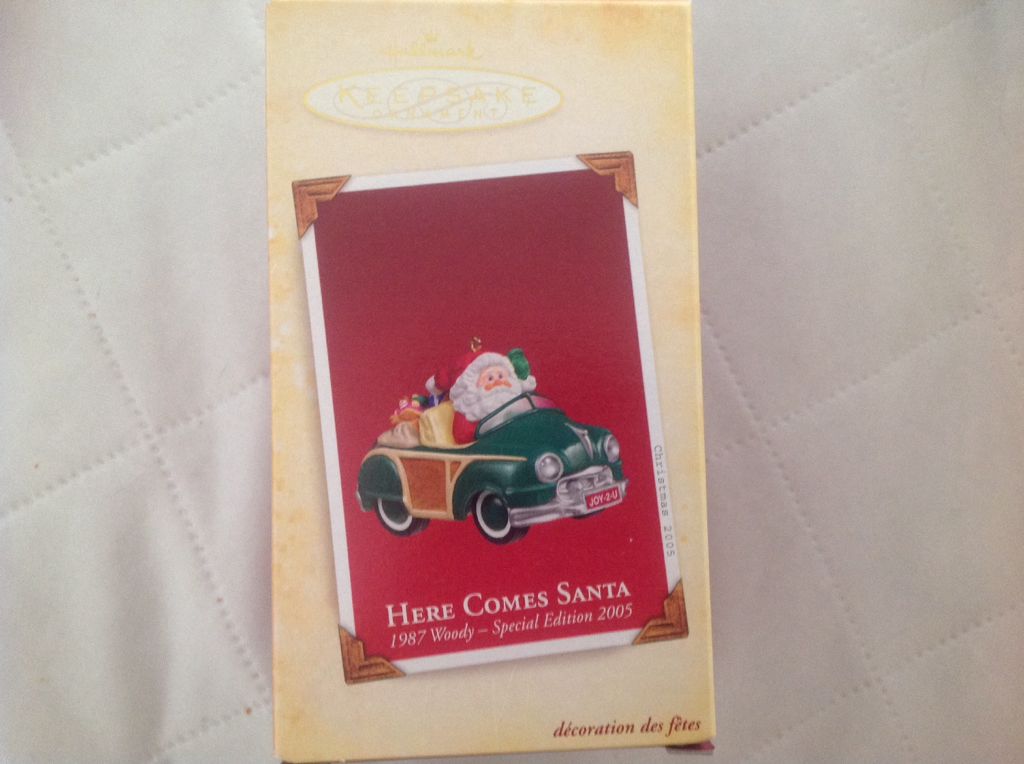 Hallmark
KEEPSAKE
ORNAMENT
JOY-2-U
Christmas 2005
HERE COMES SANTA
1987 Woody – Special Edition 2005
décoration des fêtes